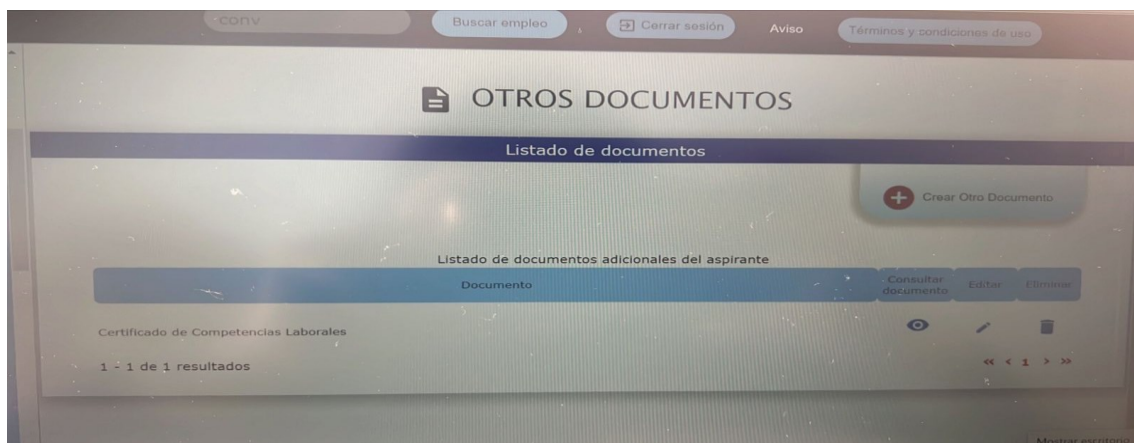 conv
Buscar empleo
Cerrar sesión
Aviso
Términos y condiciones de uso
OTROS DOCUMENTOS
Listado de documentos
Crear Otro Documento
Listado de documentos adicionales del aspirante
Documento
Consultar
documento
Editar
Eliminar
Certificado de Competencias Laborales
1 - 1 de 1 resultados
« < 1 > »
Mostrar escritorio